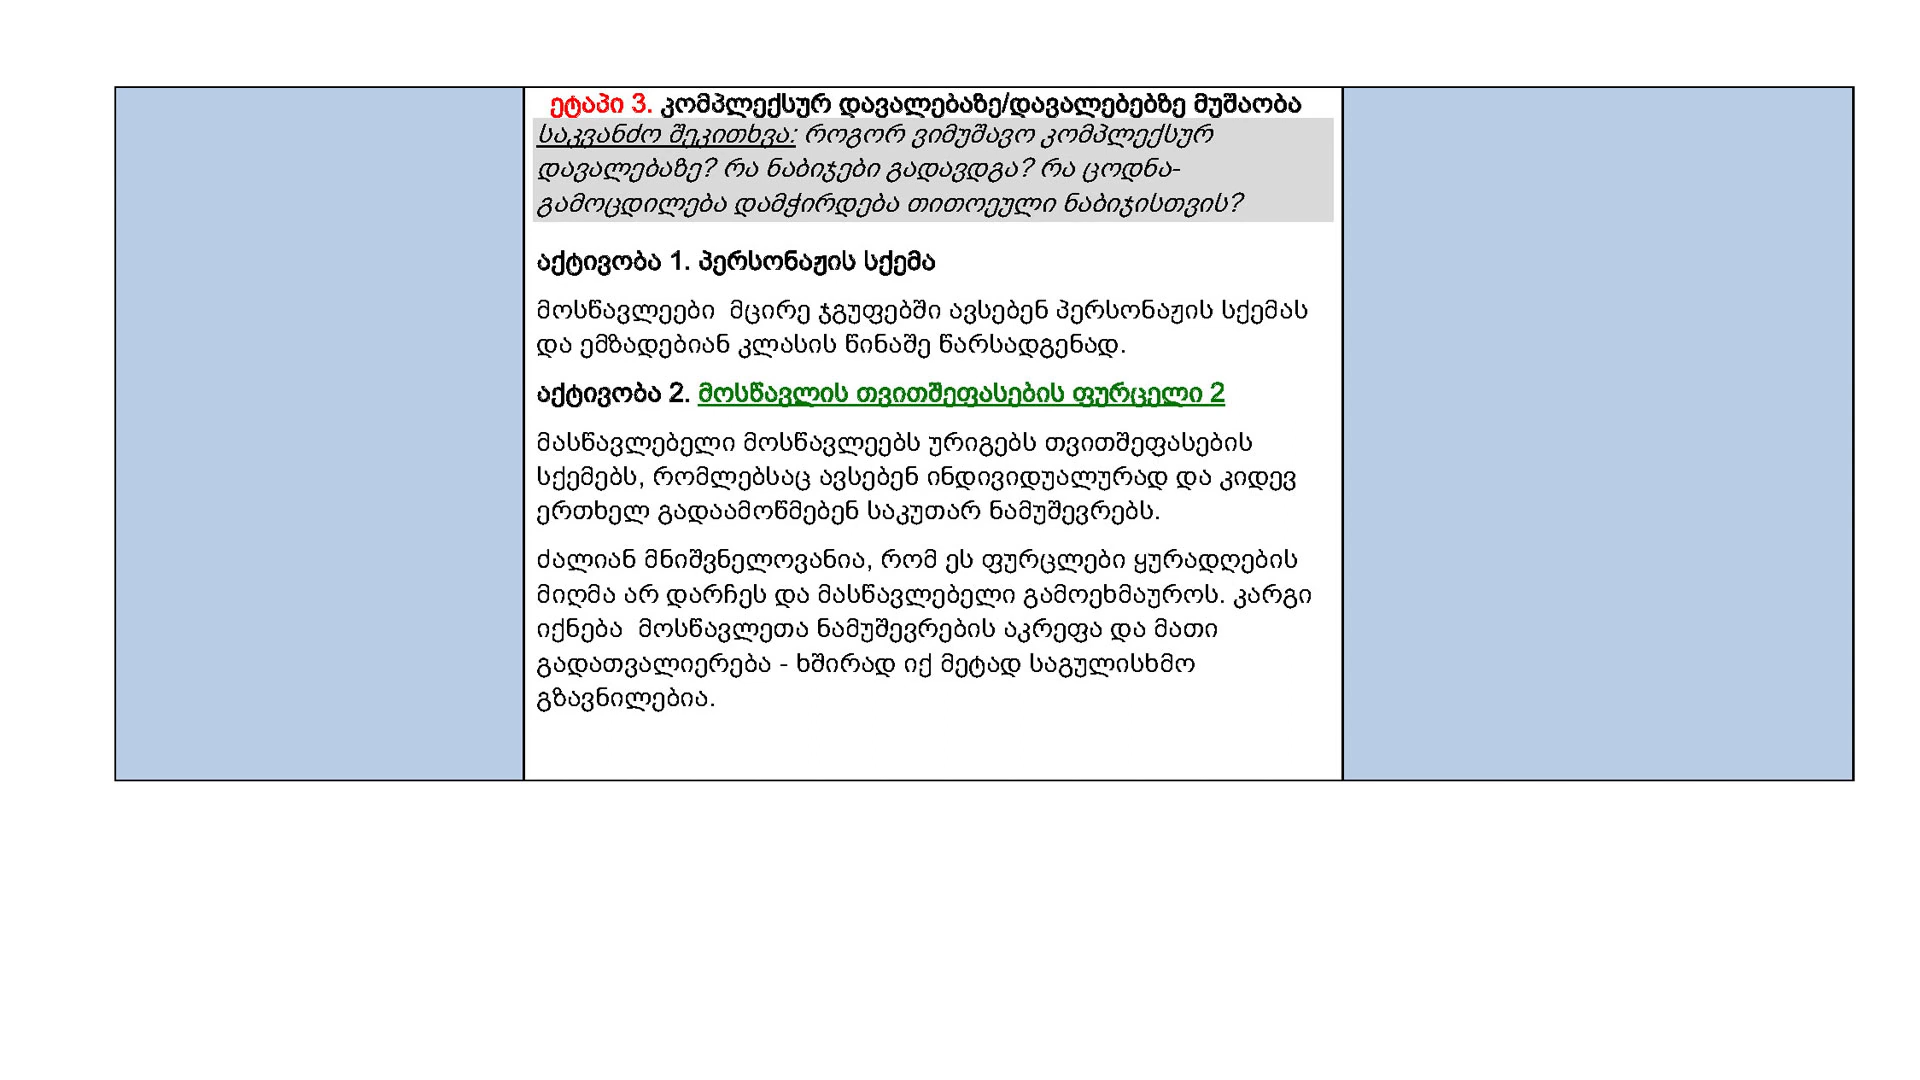 ეტაპი 3. კომპლექსურ დავალებაზე/დავალებებზე მუშაობა
საკვანძო შეკითხვა: როგორ ვიმუშავო კომპლექსურ
დავალებაზე? რა ნაბიჯები გადავდგა? რა ცოდნა-
გამოცდილება დამჭირდება თითოეული ნაბიჯისთვის?
აქტივობა 1. პერსონაჟის სქემა
მოსწავლეები  მცირე ჯგუფებში ავსებენ პერსონაჟის სქემას
და ემზადებიან კლასის წინაშე წარსადგენად.
აქტივობა 2. მოსწავლის თვითშეფასების ფურცელი 2
მასწავლებელი მოსწავლეებს ურიგებს თვითშეფასების
სქემებს, რომლებსაც ავსებენ ინდივიდუალურად და კიდევ
ერთხელ გადაამოწმებენ საკუთარ ნამუშევრებს.
ძალიან მნიშვნელოვანია, რომ ეს ფურცლები ყურადღების
მიღმა არ დარჩეს და მასწავლებელი გამოეხმაუროს. კარგი
იქნება  მოსწავლეთა ნამუშევრების აკრეფა და მათი
გადათვალიერება - ხშირად იქ მეტად საგულისხმო
გზავნილებია.